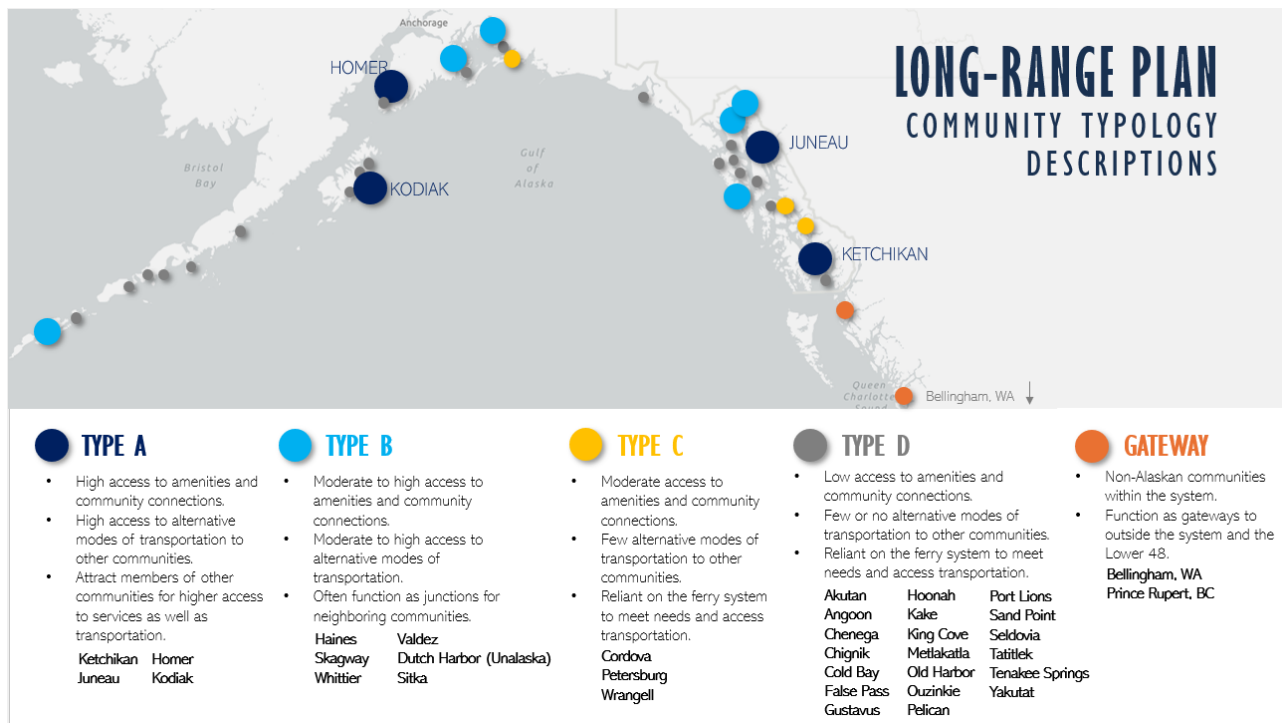 Anchorage
HOMER
Bristol
Bay
KODIAK
Gulf
of
Alaska
LONG-RANGE PLAN
COMMUNITY TYPOLOGY
DESCRIPTIONS
JUNEAU
KETCHIKAN
Queen
Charlotte
Sound
Bellingham, WA
TYPE A
• High access to amenities and
community connections.
• High access to alternative
modes of transportation to
other communities.
• Attract members of other
communities for higher access
to services as well as
transportation.
Ketchikan Homer
Juneau Kodiak
TYPE B
• Moderate to high access to
amenities and community
connections.
• Moderate to high access to
alternative modes of
transportation.
• Often function as junctions for
neighboring communities.
Haines Valdez
Skagway Dutch Harbor (Unalaska)
Whittier Sitka
TYPE C
• Moderate access to
amenities and community
connections.
• Few alternative modes of
transportation to other
communities.
• Reliant on the ferry system
to meet needs and access
transportation.
Cordova
Petersburg
Wrangell
TYPE D
• Low access to amenities and
community connections.
• Few or no alternative modes of
transportation to other communities.
• Reliant on the ferry system to meet
needs and access transportation.
Akutan Hoonah Port Lions
Angoon Kake Sand Point
Chenega King Cove Seldovia
Chignik Metlakatla Tatitlek
Cold Bay Old Harbor Tenakee Springs
False Pass Ouzinkie Yakutat
Gustavus Pelican
GATEWAY
• Non-Alaskan communities
within the system.
• Function as gateways to
outside the system and the
Lower 48.
Bellingham, WA
Prince Rupert, BC